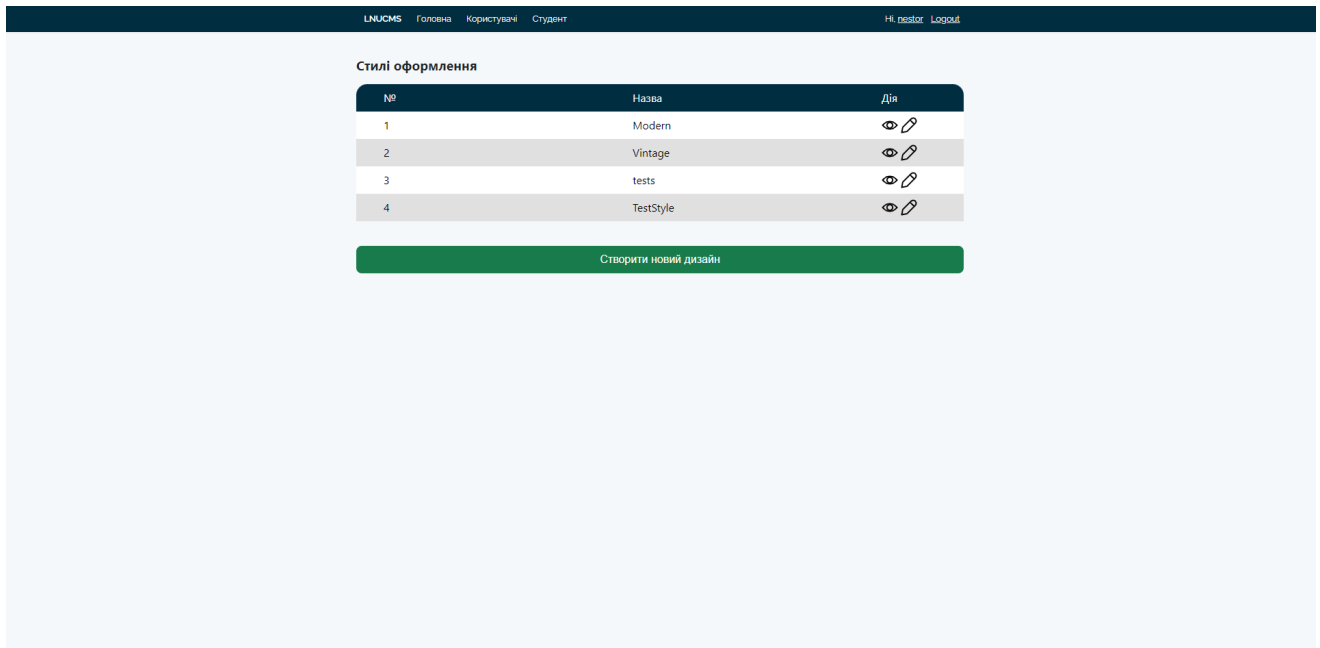 LNUCMS Головна Користувачі Студент Hi, nestor Logout
Стилі оформлення
№ Назва Дія
1 Modern
2 Vintage
3 tests
4 TestStyle
Створити новий дизайн